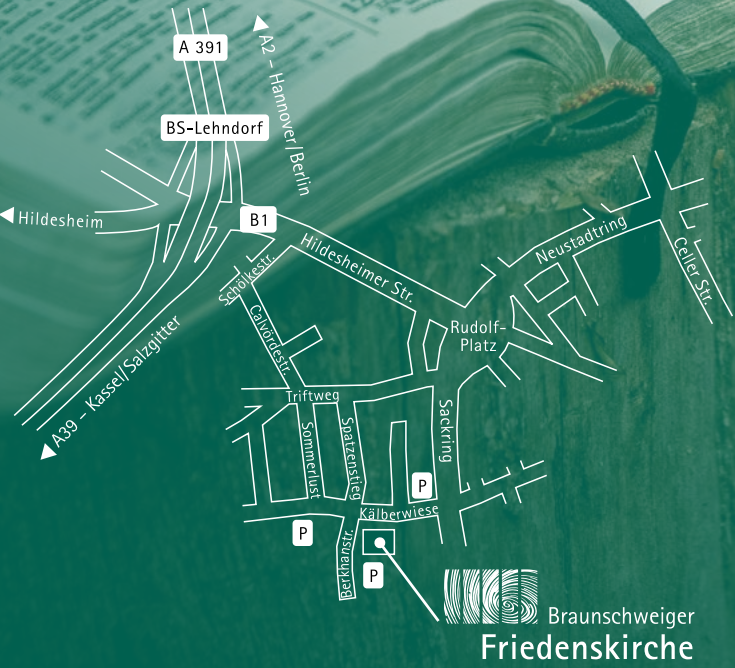 A 391
A2 – Hannover/Berlin
BS-Lehndorf
Hildesheim
B1
Hildesheimer Str.
Neustadtring
Celler Str.
Schölkestr.
Calvördestr.
Rudolf-
Platz
A39 – Kassel/Salzgitter
Triftweg
Sommerlust
Spatzenstieg
Sackring
P
Kälberwiese
P
Berkhanstr.
P
Braunschweiger
Friedenskirche